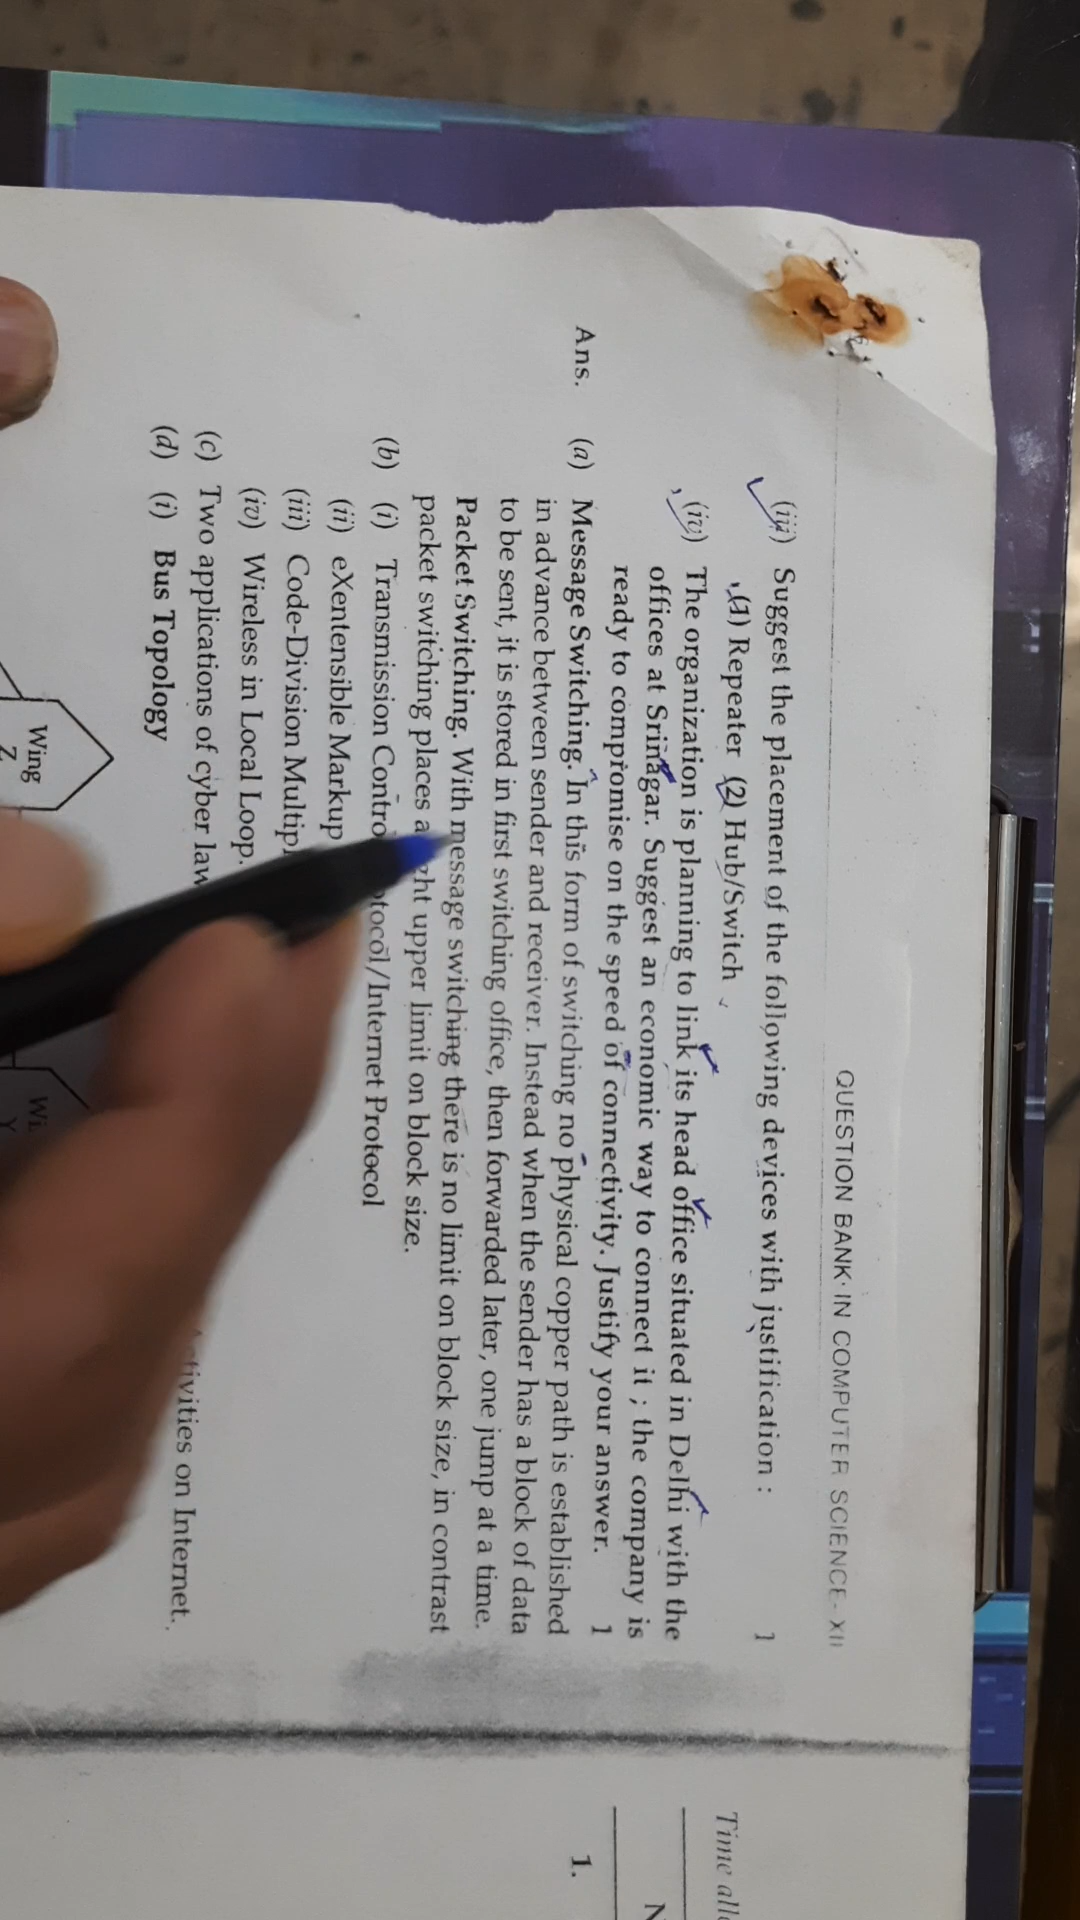 QUESTION BANK IN COMPUTER SCIENCE–XII
(iii) Suggest the placement of the following devices with justification : 1
(1) Repeater (2) Hub/Switch
(iv) The organization is planning to link its head office situated in Delhi with the
offices at Srinagar. Suggest an economic way to connect it ; the company is
ready to compromise on the speed of connectivity. Justify your answer. 1
Ans. (a) Message Switching. In this form of switching no physical copper path is established
in advance between sender and receiver. Instead when the sender has a block of data
to be sent, it is stored in first switching office, then forwarded later, one jump at a time.
Packet Switching. With message switching there is no limit on block size, in contrast
packet switching places a upper limit on block size.
(b) (i) Transmission /Internet Protocol
(ii) eXentensible Markup
(iii) Code-Division
(iv) Wireless in Local Loop.
(c) Two applications of cyber on Internet.
(d) (i) Bus Topology
Wing
Z
Y
Time
1.